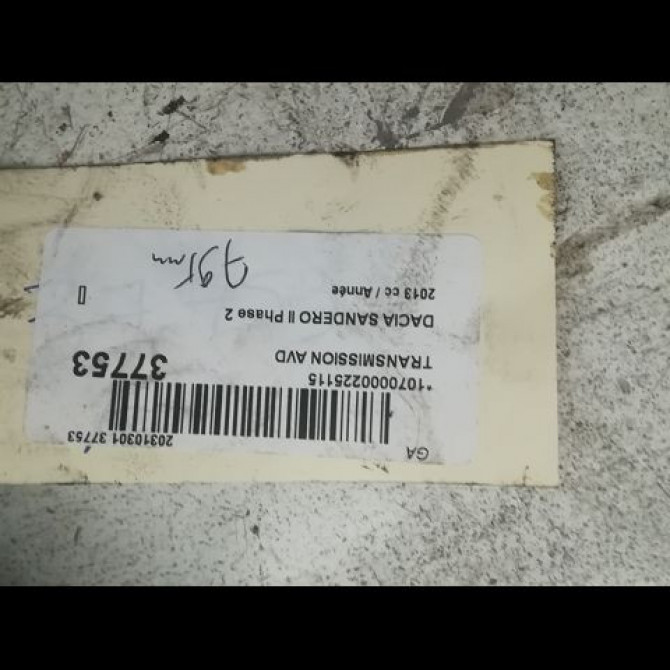 GA
20310301 37753
*1070000225115
TRANSMISSION AVD
37753
DACIA SANDERO II Phase 2
2013 cc / Année